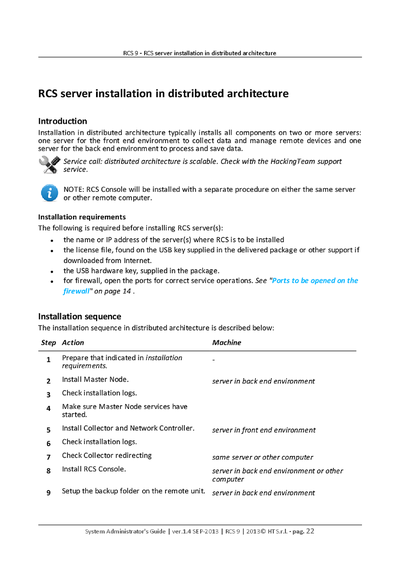 RCS 9 - RCS server installation in distributed architecture
RCS server installation in distributed architecture
Introduction
Installation in distributed architecture typically installs all components on two or more servers:
one server for the front end environment to collect data and manage remote devices and one
server for the back end environment to process and save data.
Service call: distributed architecture is scalable. Check with the HackingTeam support
service.
NOTE: RCS Console will be installed with a separate procedure on either the same server
or other remote computer.
Installation requirements
The following is required before installing RCS server(s):
• the name or IP address of the server(s) where RCS is to be installed
• the license file, found on the USB key supplied in the delivered package or other support if
downloaded from Internet.
• the USB hardware key, supplied in the package.
• for firewall, open the ports for correct service operations. See "Ports to be opened on the
firewall" on page 14 .
Installation sequence
The installation sequence in distributed architecture is described below:
Step Action Machine
1 Prepare that indicated in installation -
requirements.
2 Install Master Node. server in back end environment
3 Check installation logs.
4 Make sure Master Node services have
started.
5 Install Collector and Network Controller. server in front end environment
6 Check installation logs.
7 Check Collector redirecting same server or other computer
8 Install RCS Console. server in back end environment or other
computer
9 Setup the backup folder on the remote unit. server in back end environment
System Administrator's Guide | ver.1.4 SEP-2013 | RCS 9 | 2013© HT S.r.l. - pag. 22